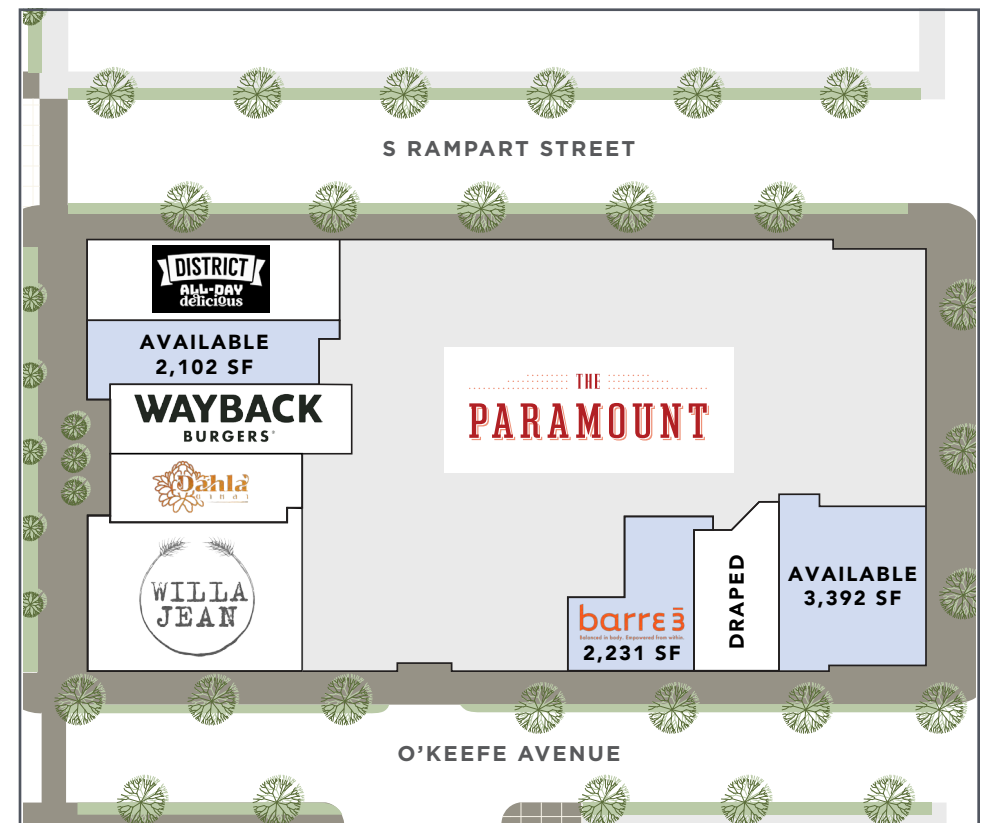 S RAMPART STREET
DISTRICT
ALL-DAY
delicious
AVAILABLE
2,102 SF
WAYBACK
BURGERS
Dahla
THAI
THE
PARAMOUNT
WILLA
JEAN
barre3
Balanced in body. Empowered from within.
2,231 SF
DRAPED
AVAILABLE
3,392 SF
O’KEEFE AVENUE